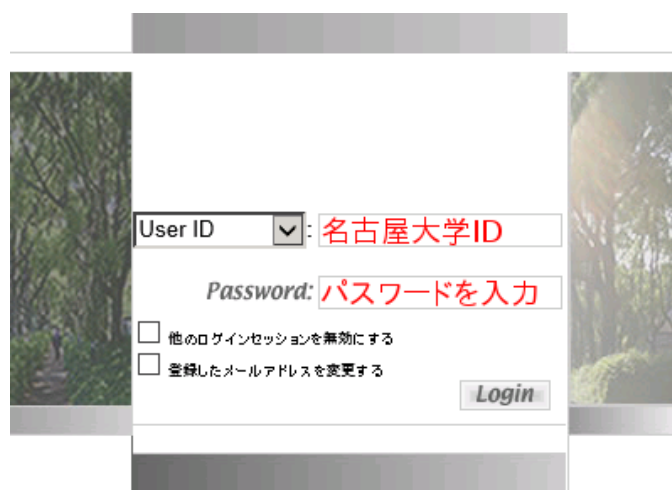 User ID : 名古屋大学ID
Password: パスワードを入力
他のログインセッションを無効にする
登録したメールアドレスを変更する
Login